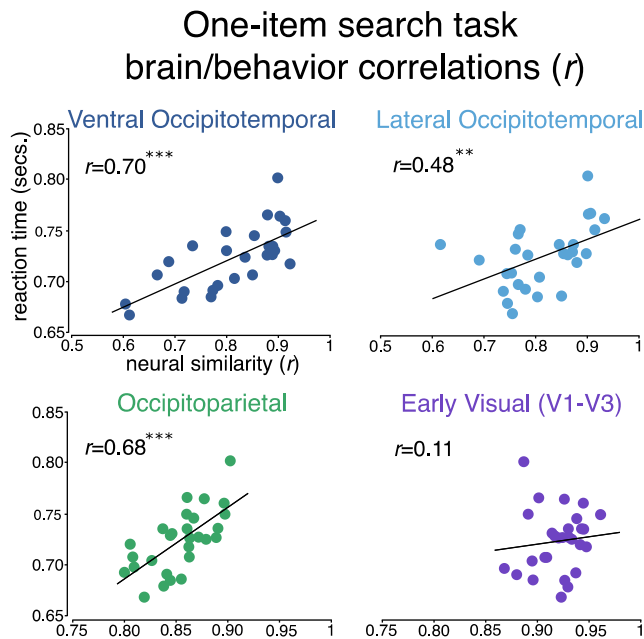 One-item search task
brain/behavior correlations (r)
Ventral Occipitotemporal
Lateral Occipitotemporal
reaction time (secs.)
0.85
0.80
0.75
0.70
0.65
r=0.70***
r=0.48**
0.5 0.6 0.7 0.8 0.9 1
neural similarity (r)
0.5 0.6 0.7 0.8 0.9 1
Occipitoparietal
Early Visual (V1-V3)
0.85
0.80
0.75
0.70
0.65
r=0.68***
r=0.11
0.75 0.80 0.85 0.90 0.95 1
0.75 0.80 0.85 0.90 0.95 1